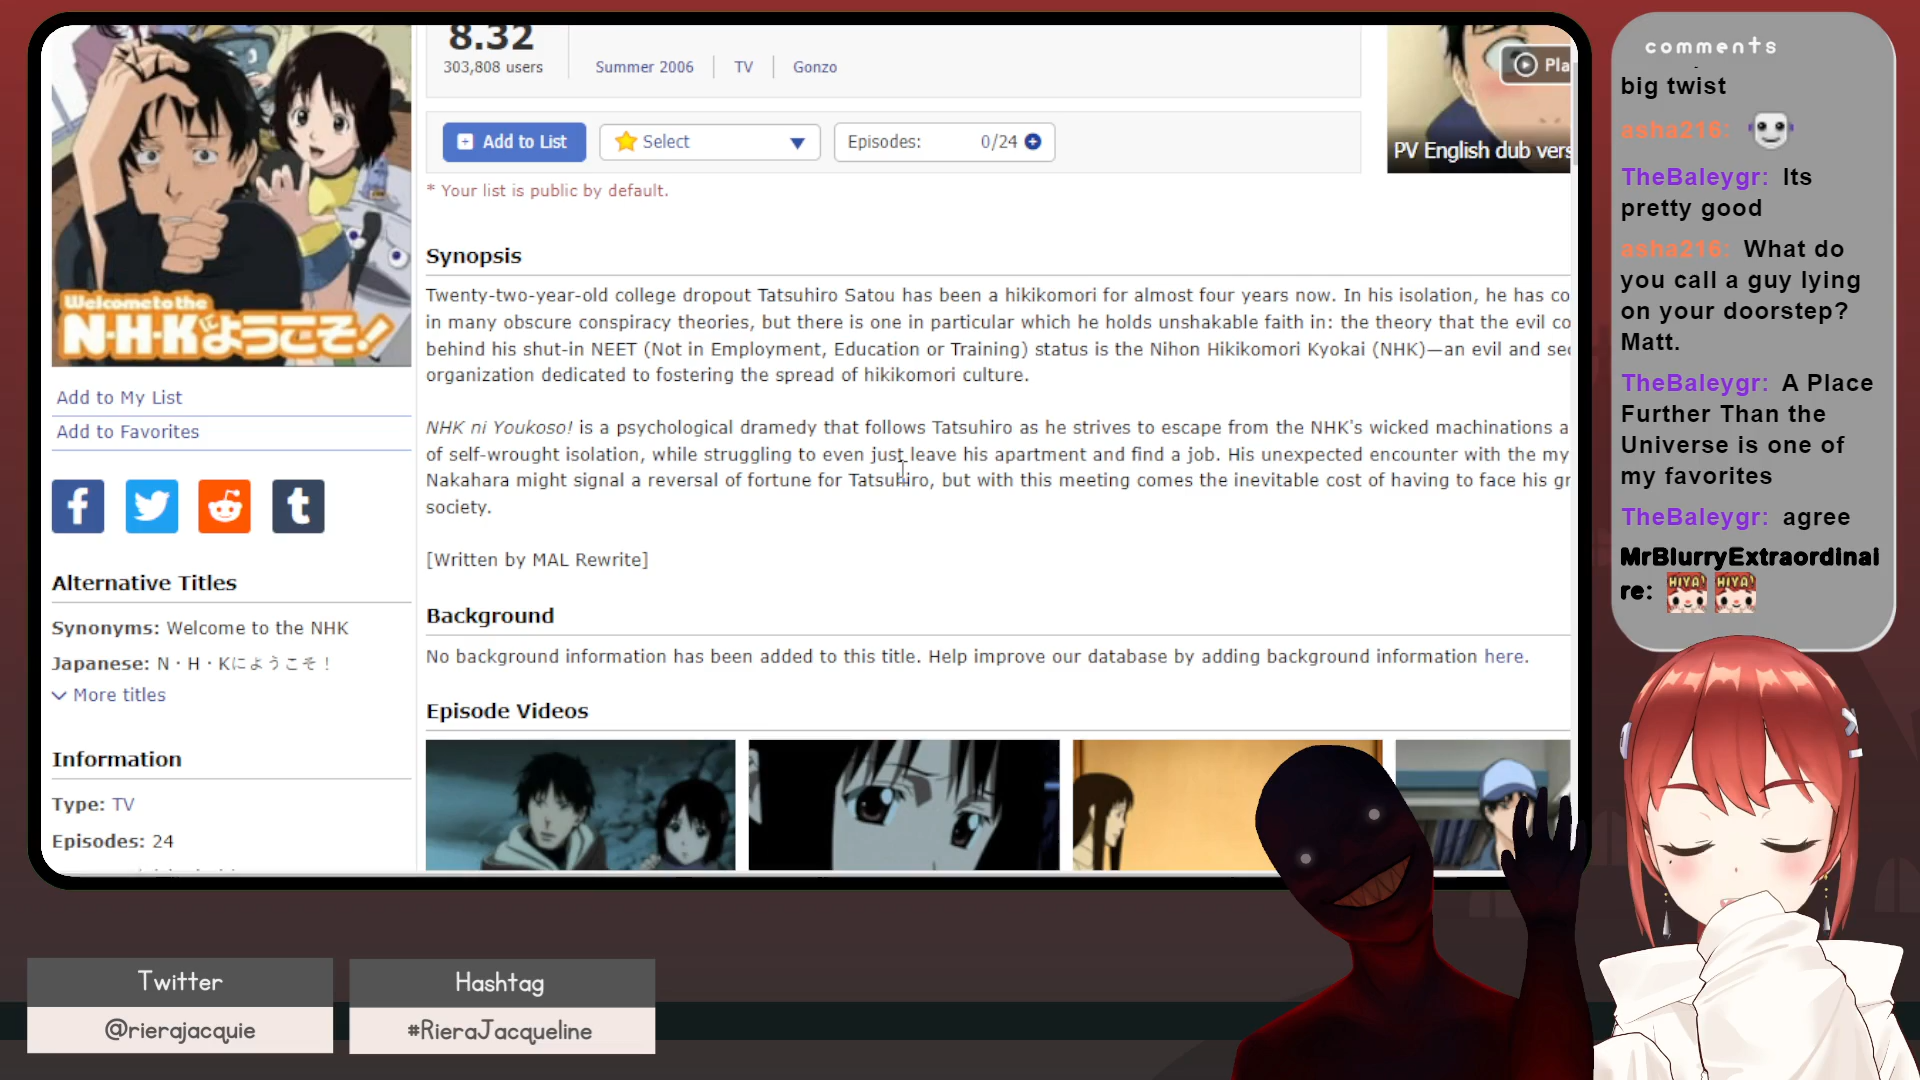 8.32
303,808 users
Summer 2006
TV
Gonzo
Add to List
Select
Episodes: 0/24
* Your list is public by default.
Pla
PV English dub vers
Welcome to the
N・H・Kにようこそ!
Add to My List
Add to Favorites
Alternative Titles
Synonyms: Welcome to the NHK
Japanese: N・H・Kにようこそ！
More titles
Information
Type: TV
Episodes: 24
Synopsis
Twenty-two-year-old college dropout Tatsuhiro Satou has been a hikikomori for almost four years now. In his isolation, he has co
in many obscure conspiracy theories, but there is one in particular which he holds unshakable faith in: the theory that the evil co
behind his shut-in NEET (Not in Employment, Education or Training) status is the Nihon Hikikomori Kyokai (NHK)—an evil and sec
organization dedicated to fostering the spread of hikikomori culture.
NHK ni Youkoso! is a psychological dramedy that follows Tatsuhiro as he strives to escape from the NHK's wicked machinations a
of self-wrought isolation, while struggling to even just leave his apartment and find a job. His unexpected encounter with the my
Nakahara might signal a reversal of fortune for Tatsuhiro, but with this meeting comes the inevitable cost of having to face his gr
society.
[Written by MAL Rewrite]
Background
No background information has been added to this title. Help improve our database by adding background information here.
Episode Videos
comments
big twist
asha216:
TheBaleygr: Its
pretty good
asha216: What do
you call a guy lying
on your doorstep?
Matt.
TheBaleygr: A Place
Further Than the
Universe is one of
my favorites
TheBaleygr: agree
MrBlurryExtraordinai
re: HIYA! HIYA!
Twitter
@rierajacquie
Hashtag
#RieraJacqueline